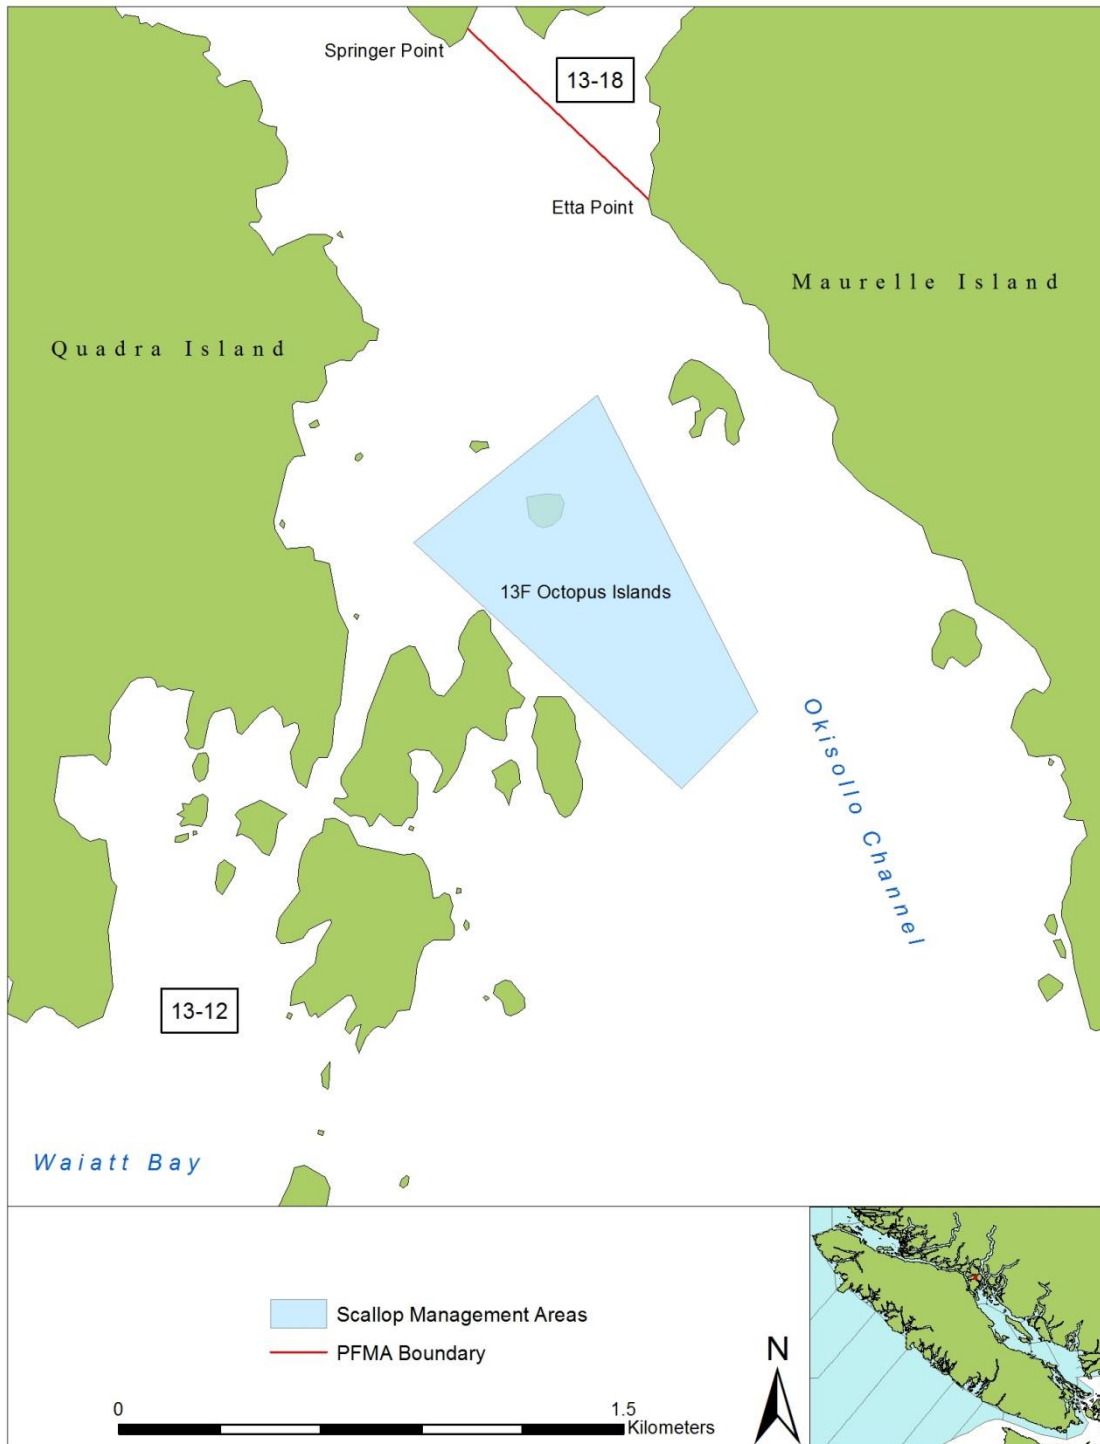 Springer Point
13-18
Etta Point
Maurelle Island
Quadra Island
13F Octopus Islands
Okisollo Channel
13-12
Waiatt Bay
Scallop Management Areas
PFMA Boundary
N
0 1.5
Kilometers